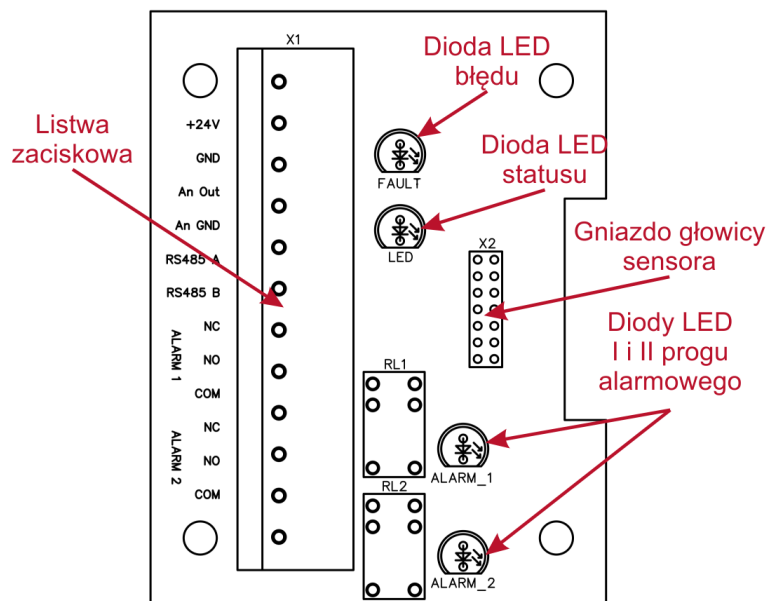 X1
Dioda LED
błędu
Listwa
zaciskowa
+24V
GND
An Out
An GND
RS485 A
RS485 B
NC
NO
COM
ALARM 1
NC
NO
COM
ALARM 2
FAULT
Dioda LED
statusu
LED
X2
Gniazdo głowicy
sensora
Diody LED
I i II progu
alarmowego
RL1
ALARM_1
RL2
ALARM_2